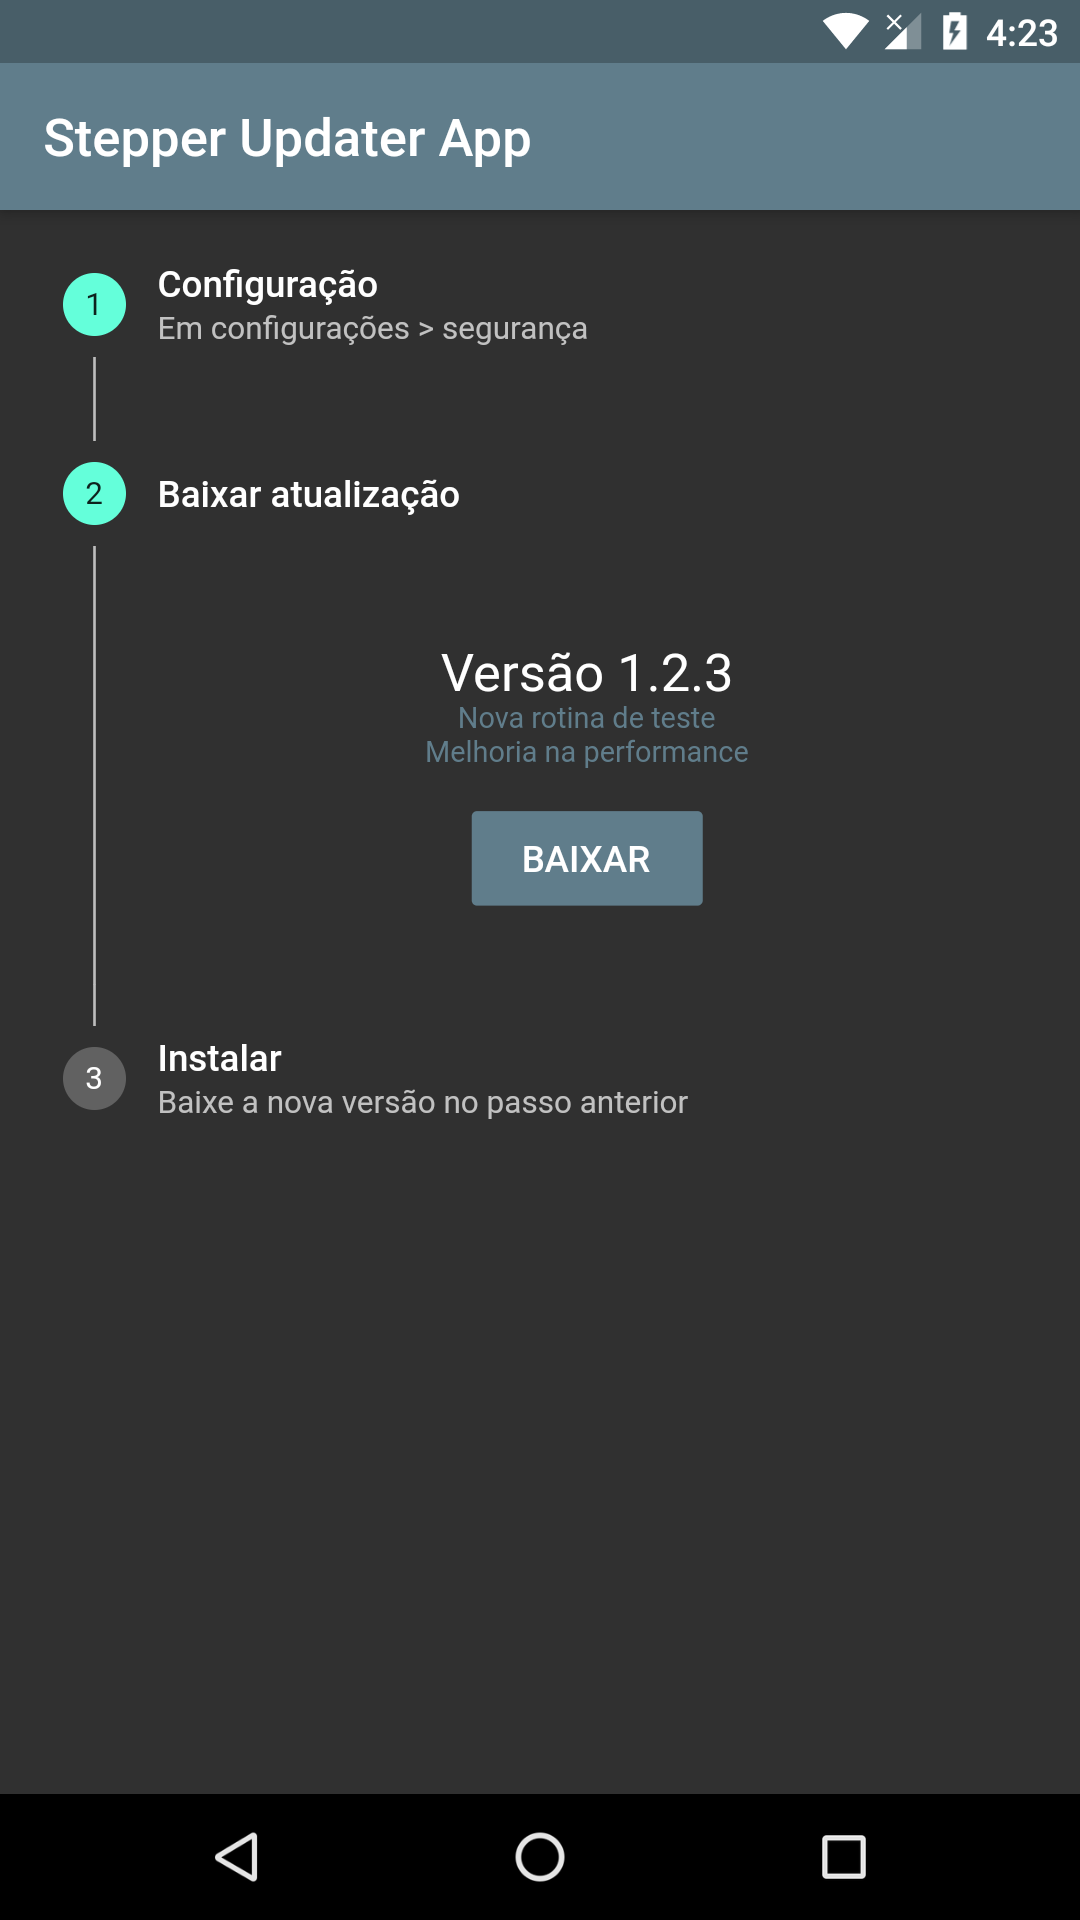 4:23
Stepper Updater App
1
Configuração
Em configurações > segurança
2
Baixar atualização
Versão 1.2.3
Nova rotina de teste
Melhoria na performance
BAIXAR
3
Instalar
Baixe a nova versão no passo anterior